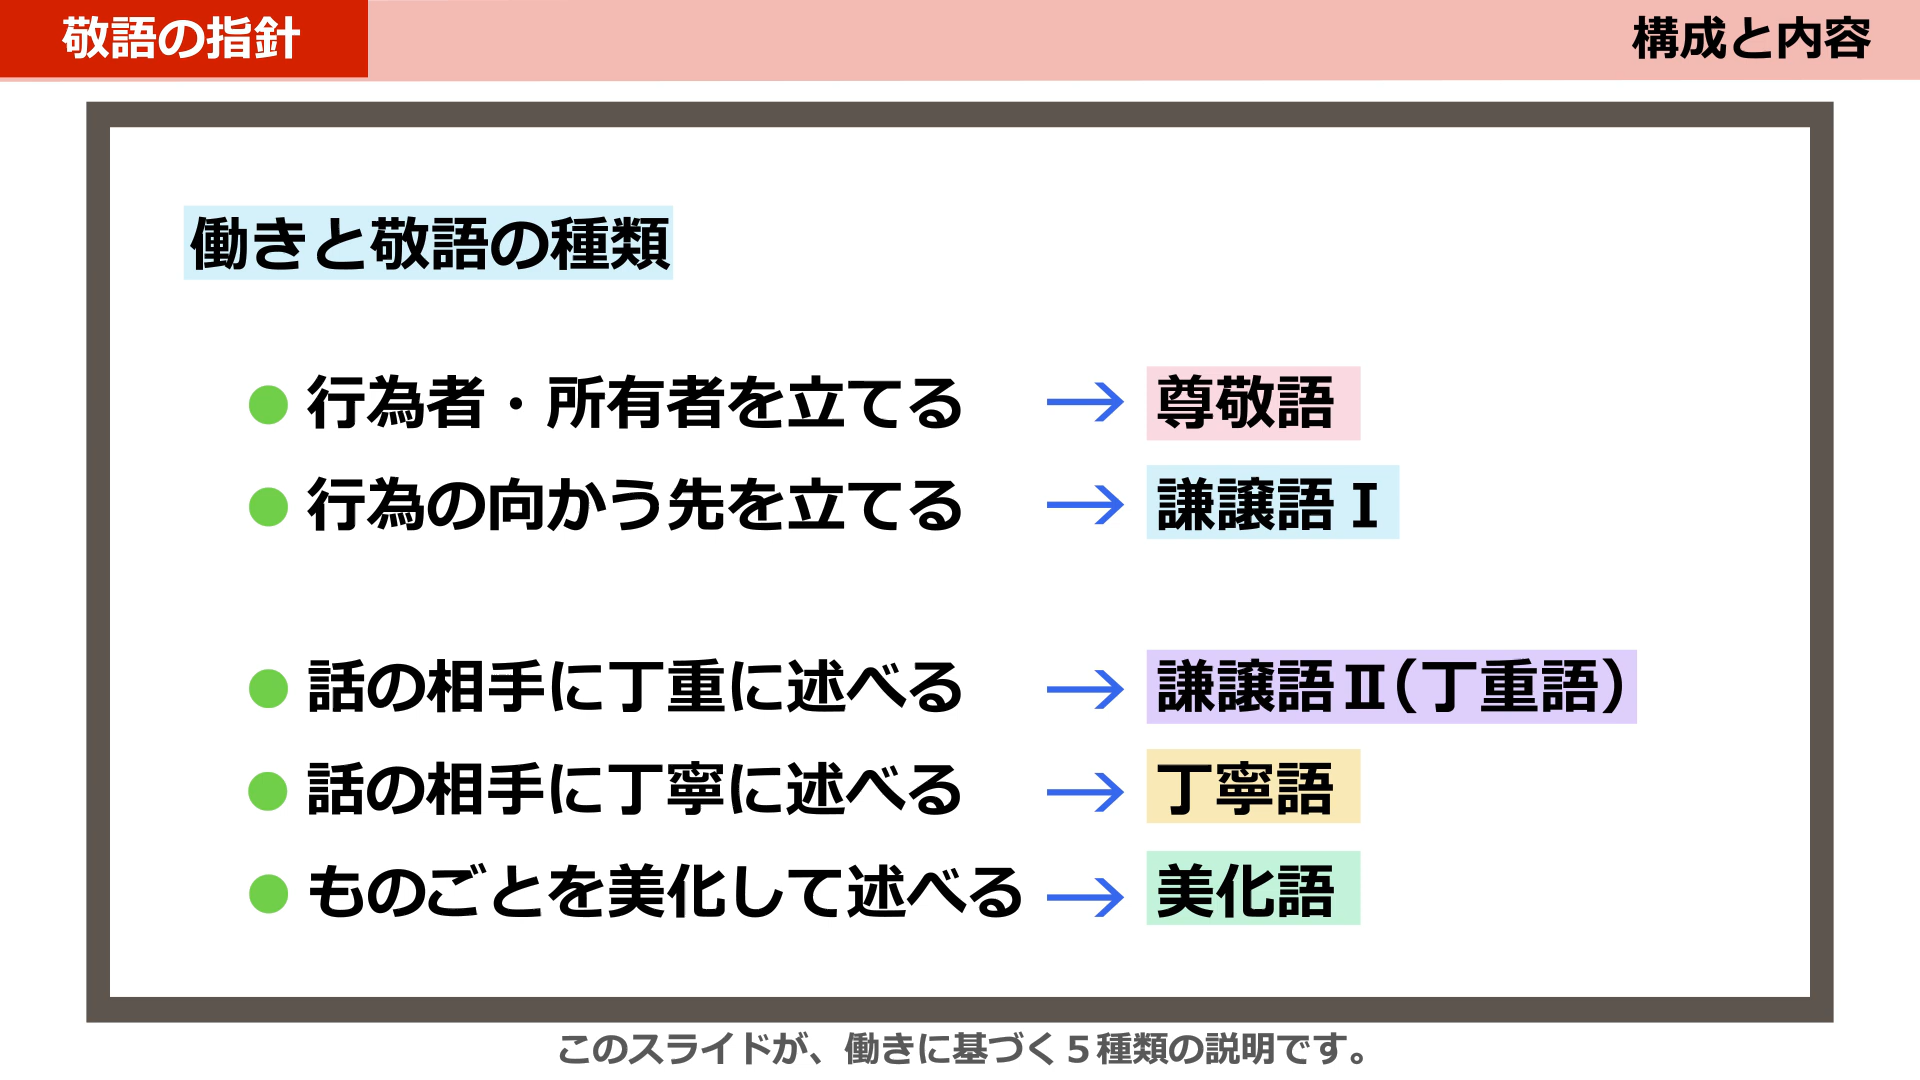 敬語の指針
構成と内容
働きと敬語の種類
● 行為者・所有者を立てる → 尊敬語
● 行為の向かう先を立てる → 謙譲語Ⅰ
● 話の相手に丁重に述べる → 謙譲語Ⅱ(丁重語)
● 話の相手に丁寧に述べる → 丁寧語
● ものごとを美化して述べる → 美化語
このスライドが、働きに基づく５種類の説明です。